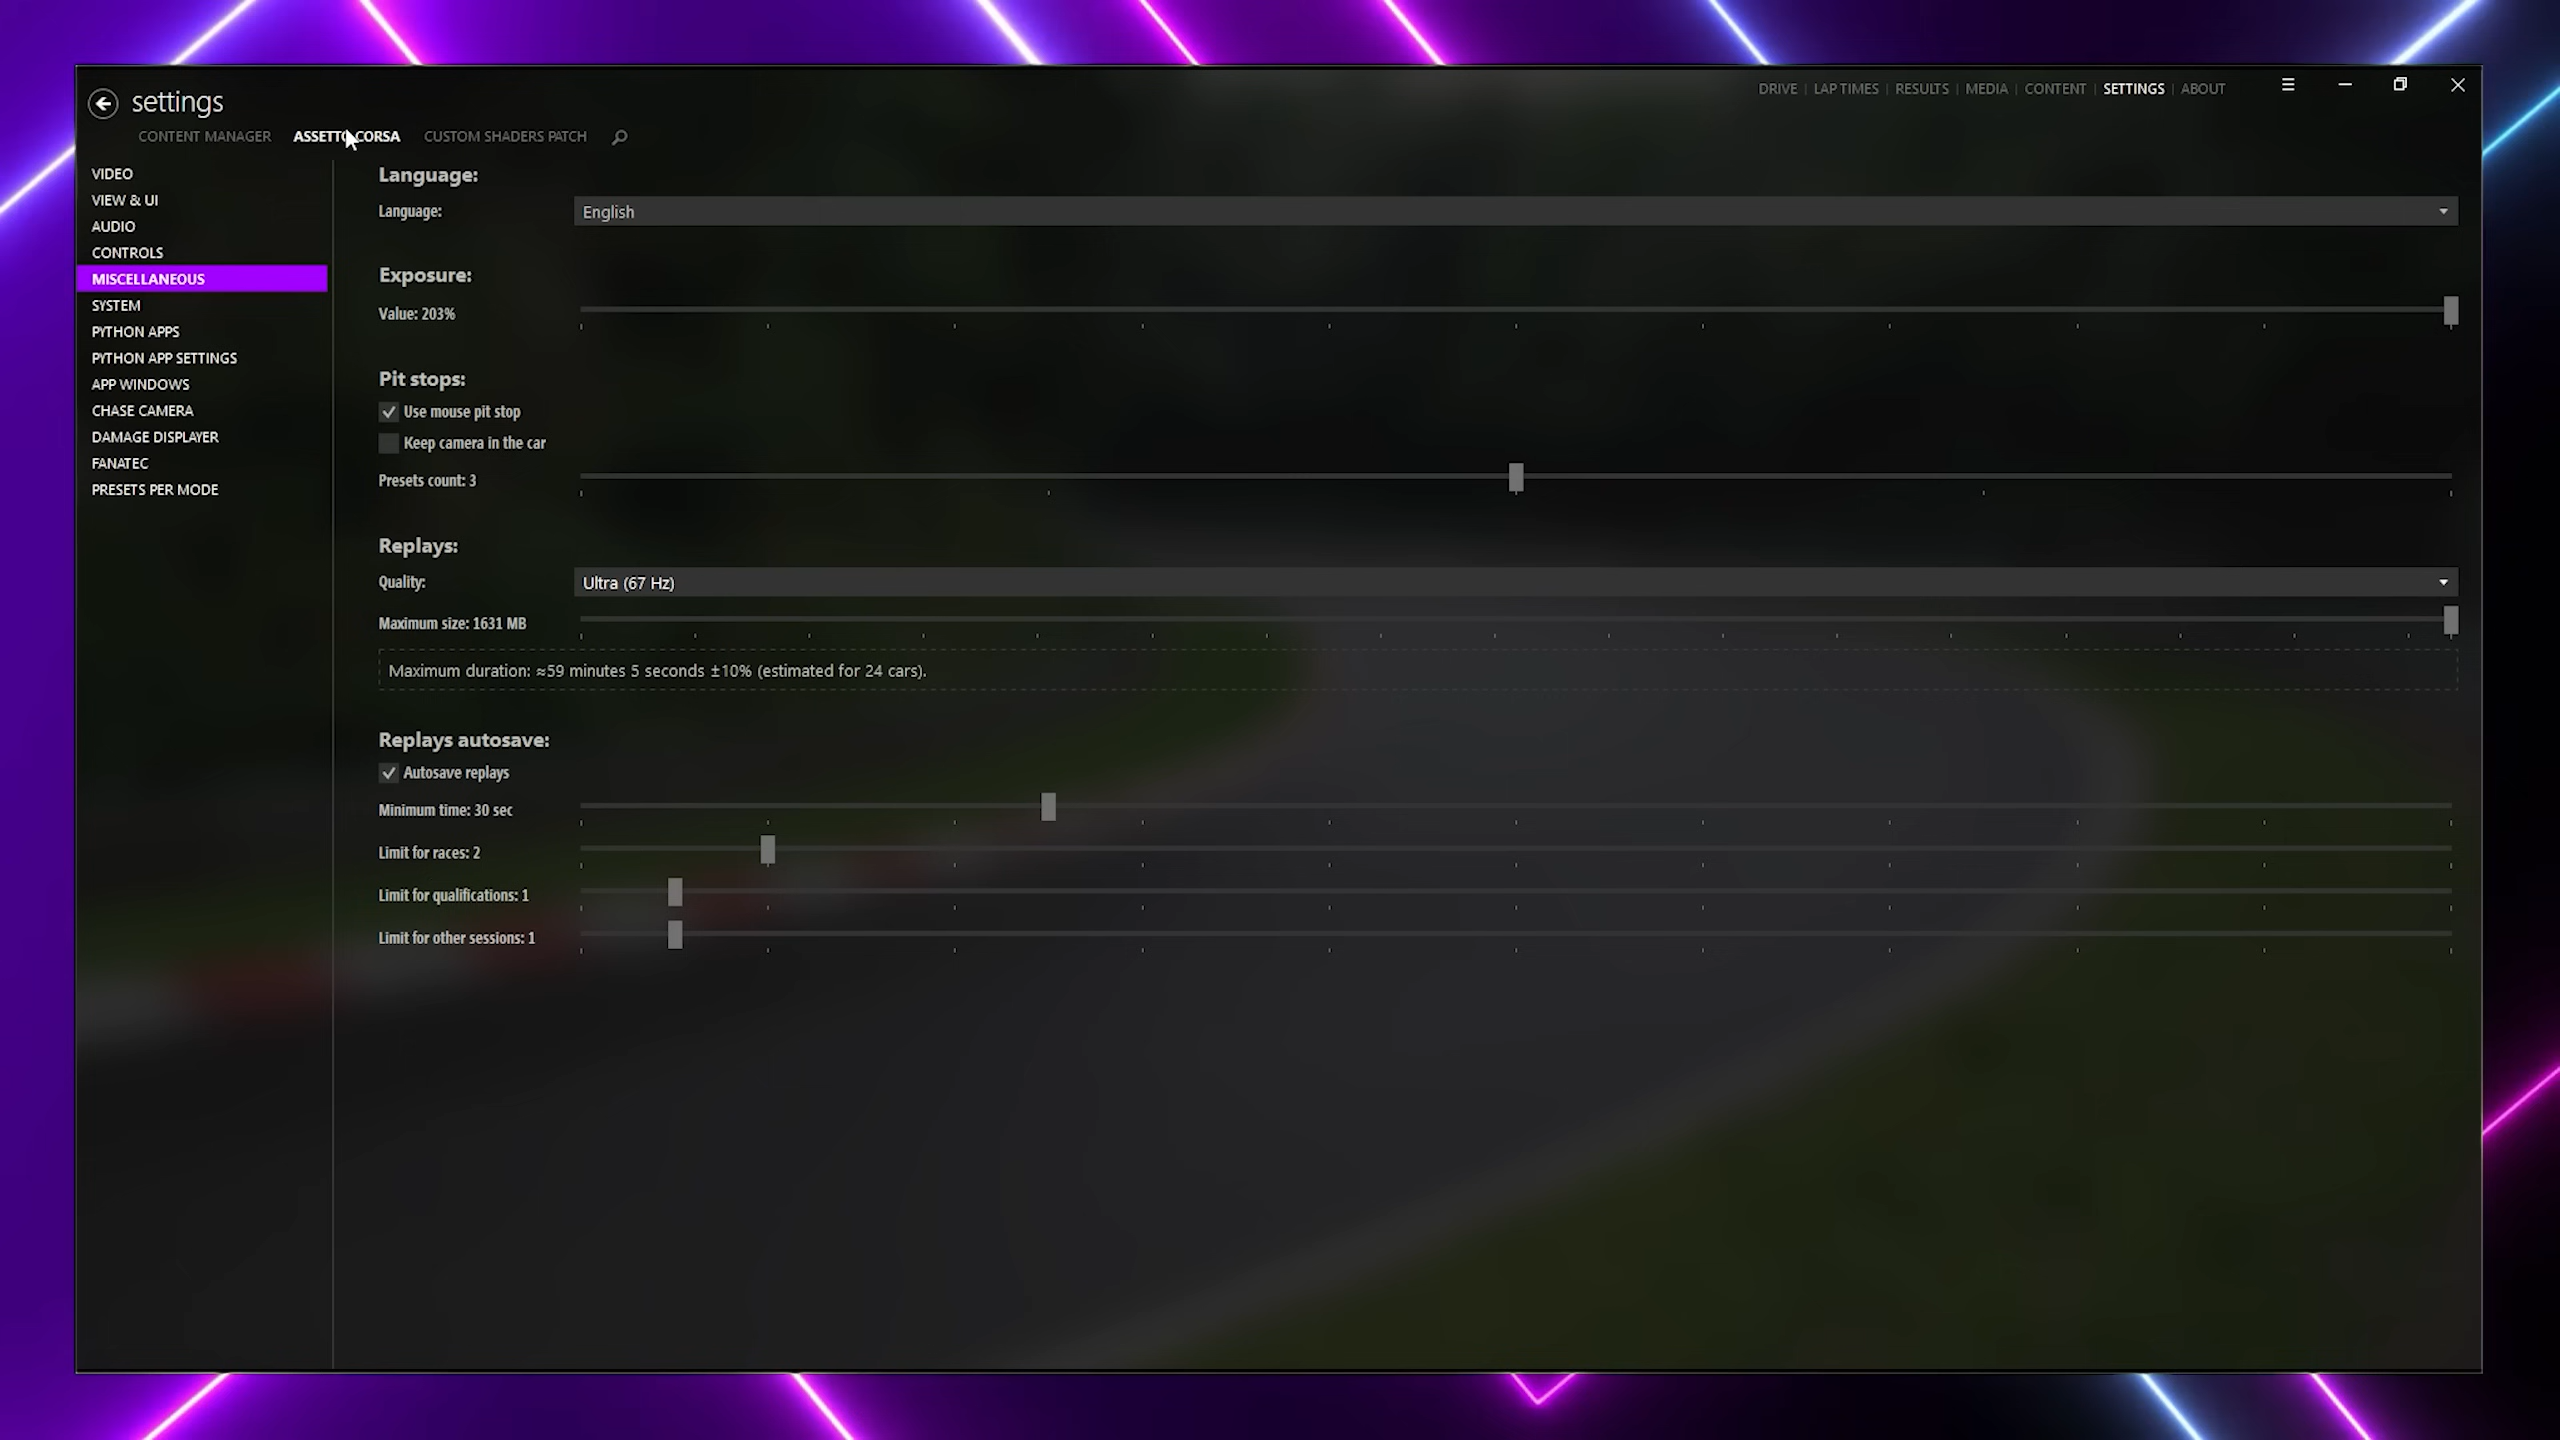 settings
DRIVE | LAP TIMES | RESULTS | MEDIA | CONTENT | SETTINGS | ABOUT
CONTENT MANAGER ASSETTO CORSA CUSTOM SHADERS PATCH
VIDEO
VIEW & UI
AUDIO
CONTROLS
MISCELLANEOUS
SYSTEM
PYTHON APPS
PYTHON APP SETTINGS
APP WINDOWS
CHASE CAMERA
DAMAGE DISPLAYER
FANATEC
PRESETS PER MODE
Language:
Language: English
Exposure:
Value: 203%
Pit stops:
Use mouse pit stop
Keep camera in the car
Presets count: 3
Replays:
Quality: Ultra (67 Hz)
Maximum size: 1631 MB
Maximum duration: ≈59 minutes 5 seconds ±10% (estimated for 24 cars).
Replays autosave:
Autosave replays
Minimum time: 30 sec
Limit for races: 2
Limit for qualifications: 1
Limit for other sessions: 1